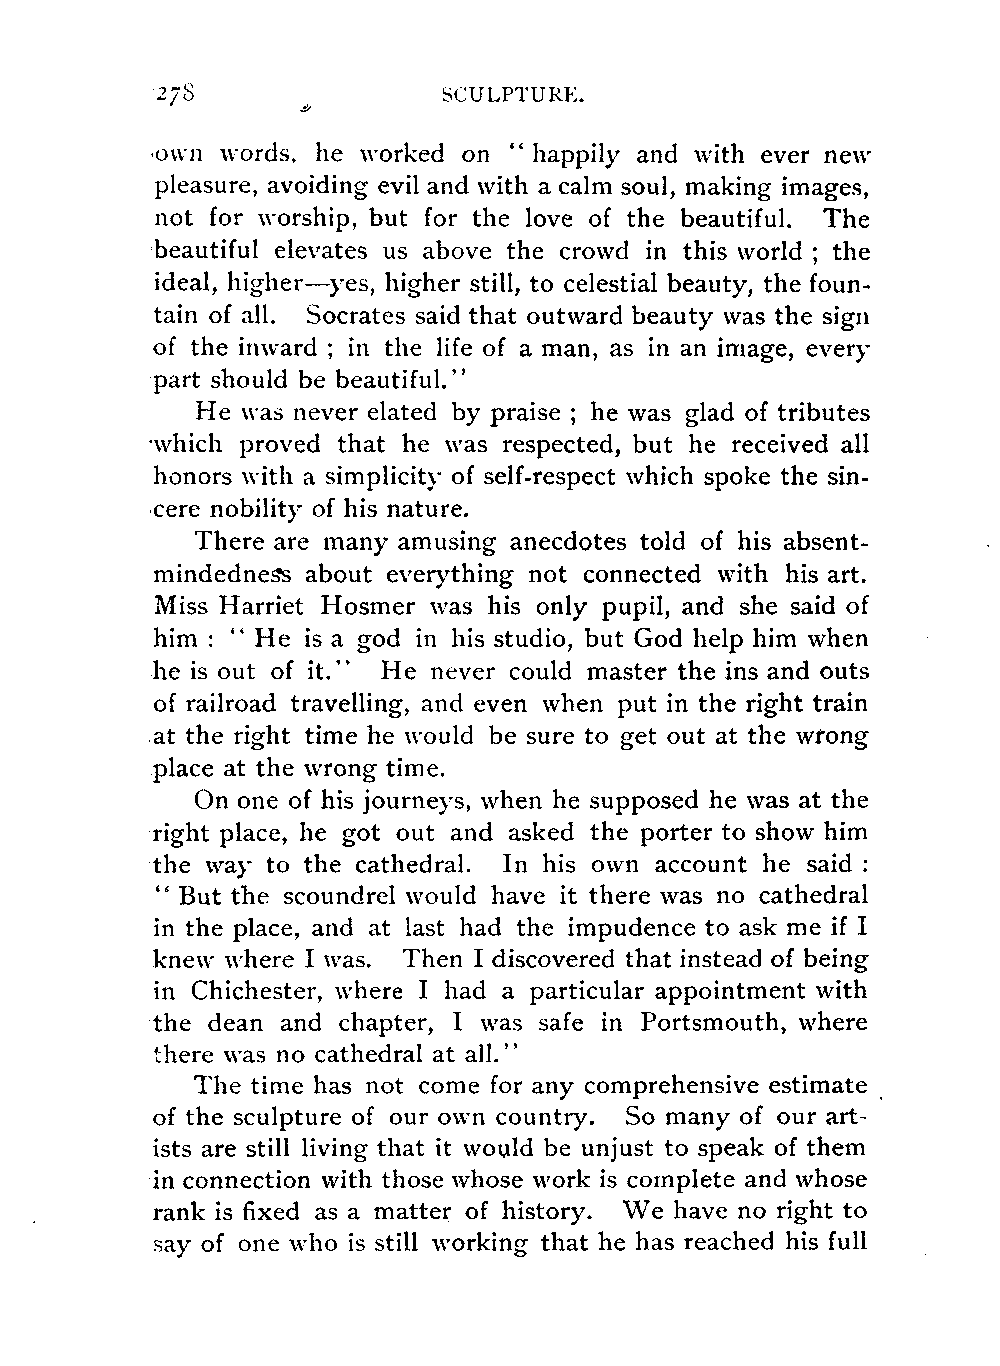 278 SCULPTURE.
own words, he worked on “ happily and with ever new
pleasure, avoiding evil and with a calm soul, making images,
not for worship, but for the love of the beautiful. The
beautiful elevates us above the crowd in this world ; the
ideal, higher—yes, higher still, to celestial beauty, the foun-
tain of all. Socrates said that outward beauty was the sign
of the inward ; in the life of a man, as in an image, every
part should be beautiful.”
He was never elated by praise ; he was glad of tributes
which proved that he was respected, but he received all
honors with a simplicity of self-respect which spoke the sin-
cere nobility of his nature.
There are many amusing anecdotes told of his absent-
mindedness about everything not connected with his art.
Miss Harriet Hosmer was his only pupil, and she said of
him : “ He is a god in his studio, but God help him when
he is out of it.” He never could master the ins and outs
of railroad travelling, and even when put in the right train
at the right time he would be sure to get out at the wrong
place at the wrong time.
On one of his journeys, when he supposed he was at the
right place, he got out and asked the porter to show him
the way to the cathedral. In his own account he said :
“ But the scoundrel would have it there was no cathedral
in the place, and at last had the impudence to ask me if I
knew where I was. Then I discovered that instead of being
in Chichester, where I had a particular appointment with
the dean and chapter, I was safe in Portsmouth, where
there was no cathedral at all.”
The time has not come for any comprehensive estimate
of the sculpture of our own country. So many of our art-
ists are still living that it would be unjust to speak of them
in connection with those whose work is complete and whose
rank is fixed as a matter of history. We have no right to
say of one who is still working that he has reached his full